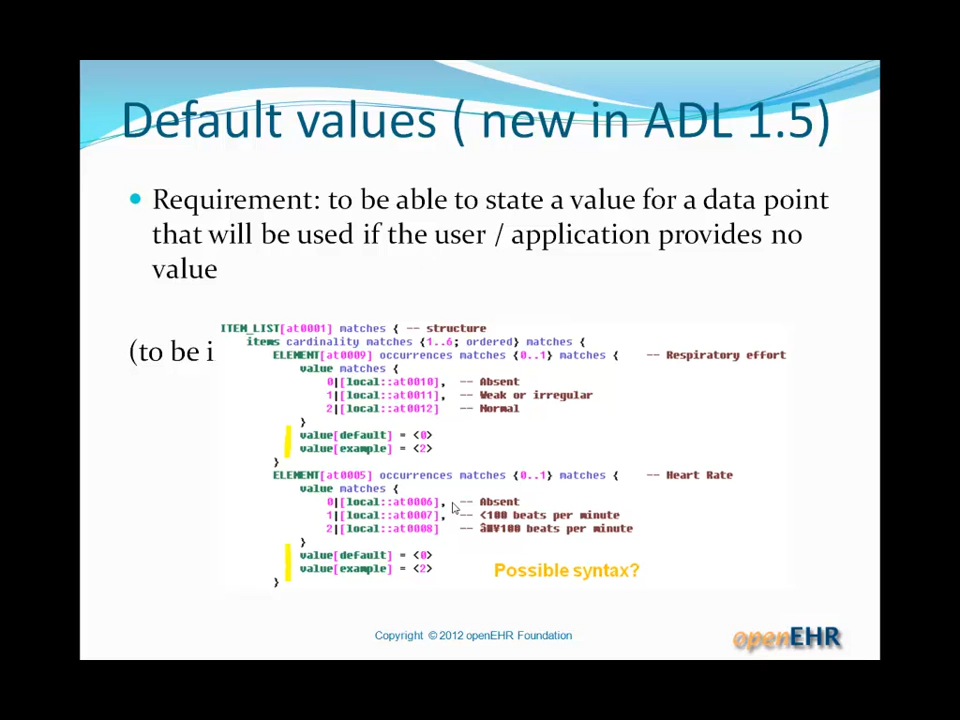 Default values ( new in ADL 1.5)
Requirement: to be able to state a value for a data point
that will be used if the user / application provides no
value
(to be i
ITEM_LIST[at0001] matches { -- structure
items cardinality matches {1..6; ordered} matches {
ELEMENT[at0009] occurrences matches {0..1} matches { -- Respiratory effort
value matches {
0|[local::at0010], -- Absent
1|[local::at0011], -- Weak or irregular
2|[local::at0012] -- Normal
}
value[default] = <0>
value[example] = <2>
}
ELEMENT[at0005] occurrences matches {0..1} matches { -- Heart Rate
value matches {
0|[local::at0006], -- Absent
1|[local::at0007], -- <100 beats per minute
2|[local::at0008] -- beats per minute
}
value[default] = <0>
value[example] = <2>
}
Possible syntax?
Copyright © 2012 openEHR Foundation
openEHR